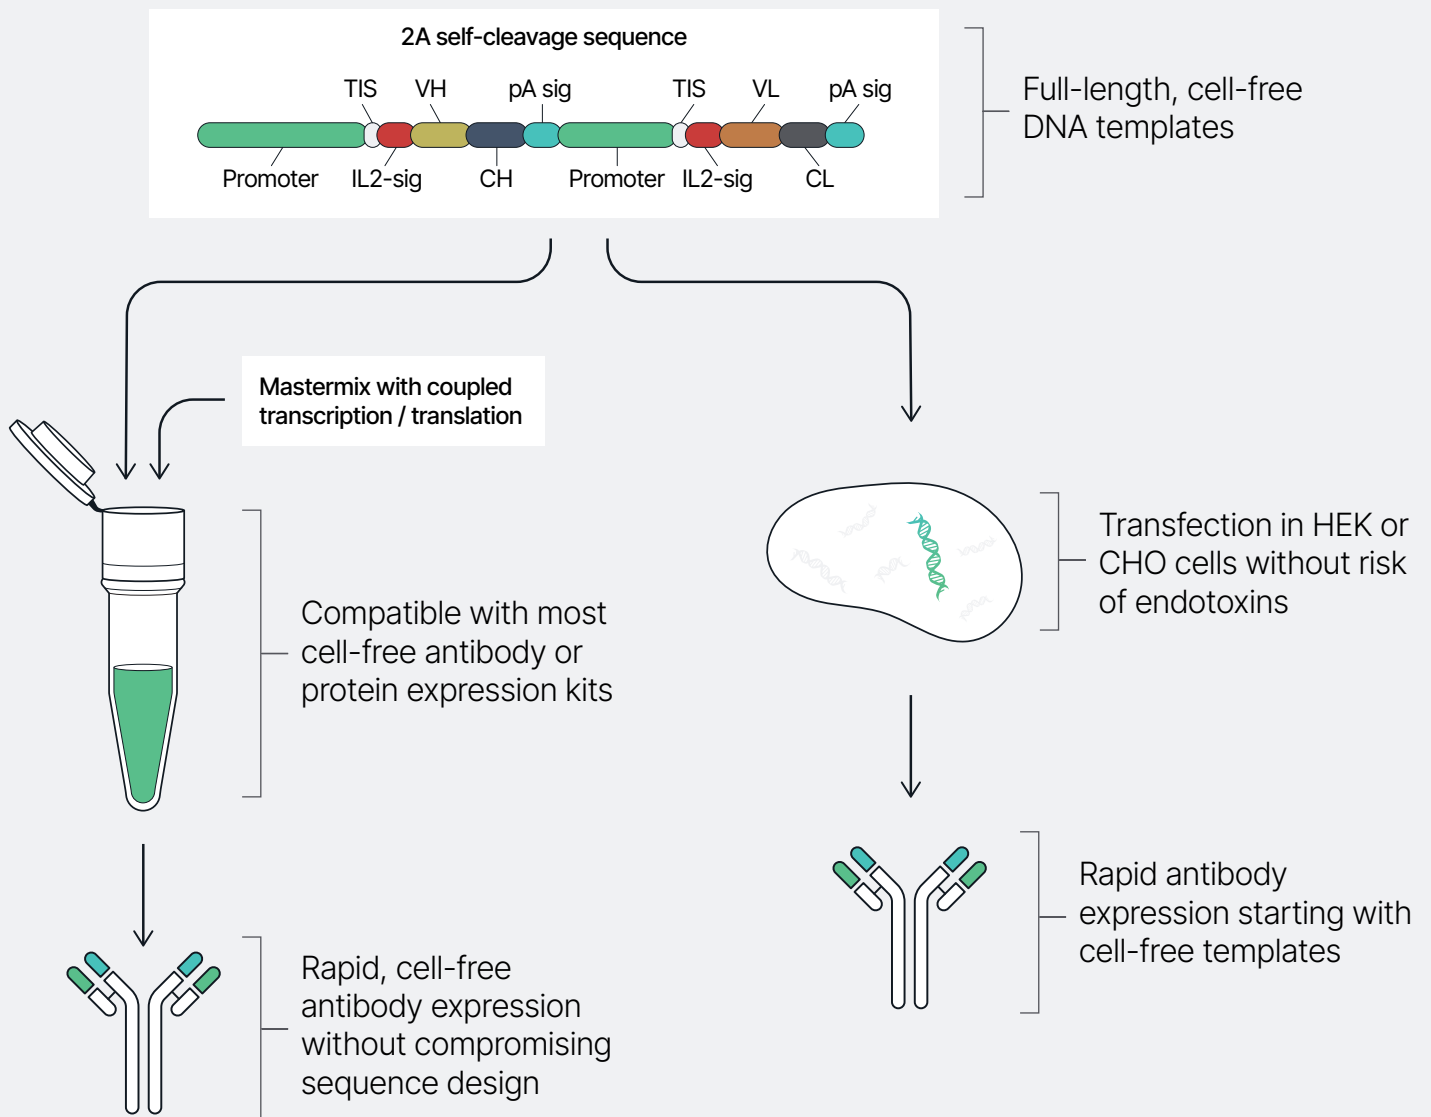 2A self-cleavage sequence
TIS
VH
pA sig
TIS
VL
pA sig
Promoter
IL2-sig
CH
Promoter
IL2-sig
CL
Full-length, cell-free
DNA templates
Mastermix with coupled
transcription / translation
Compatible with most
cell-free antibody or
protein expression kits
Transfection in HEK or
CHO cells without risk
of endotoxins
Rapid, cell-free
antibody expression
without compromising
sequence design
Rapid antibody
expression starting with
cell-free templates